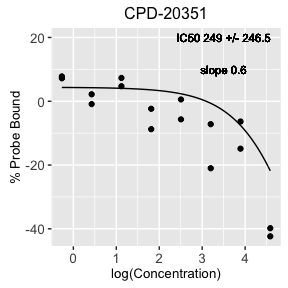 CPD-20351
IC50 249 +/- 246.5
slope 0.6
20
0
-20
-40
% Probe Bound
0
1
2
3
4
log(Concentration)